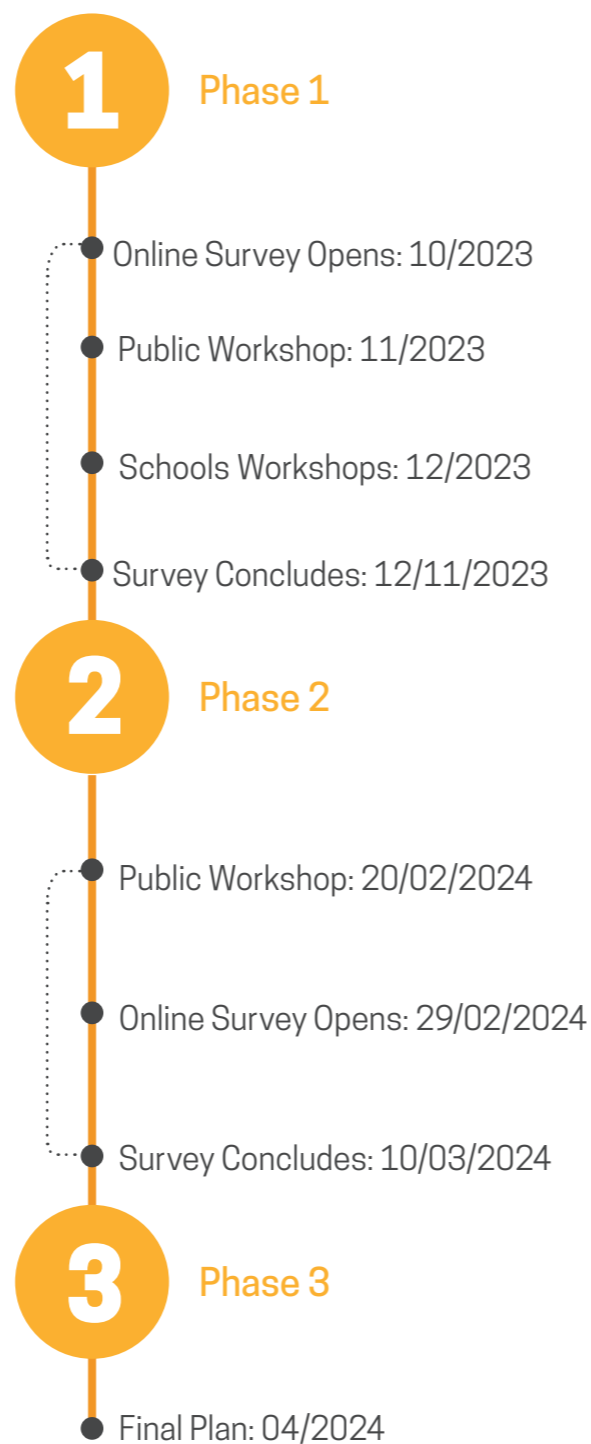 1
Phase 1
Online Survey Opens: 10/2023
Public Workshop: 11/2023
Schools Workshops: 12/2023
Survey Concludes: 12/11/2023
2
Phase 2
Public Workshop: 20/02/2024
Online Survey Opens: 29/02/2024
Survey Concludes: 10/03/2024
3
Phase 3
Final Plan: 04/2024